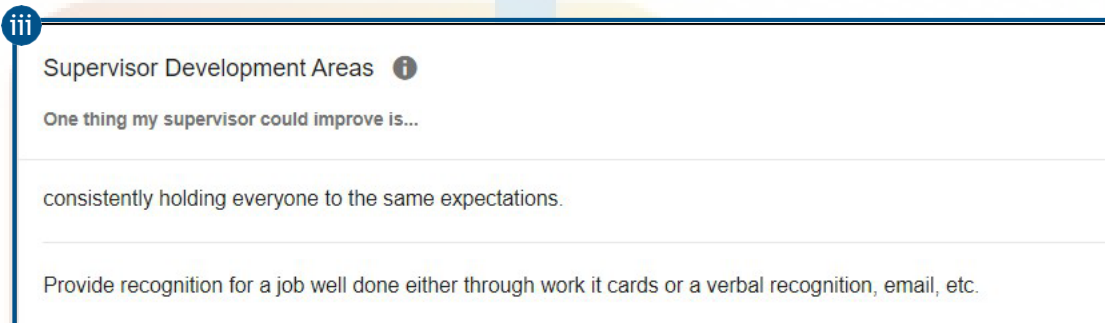 iii
Supervisor Development Areas i
One thing my supervisor could improve is...
consistently holding everyone to the same expectations.
Provide recognition for a job well done either through work it cards or a verbal recognition, email, etc.